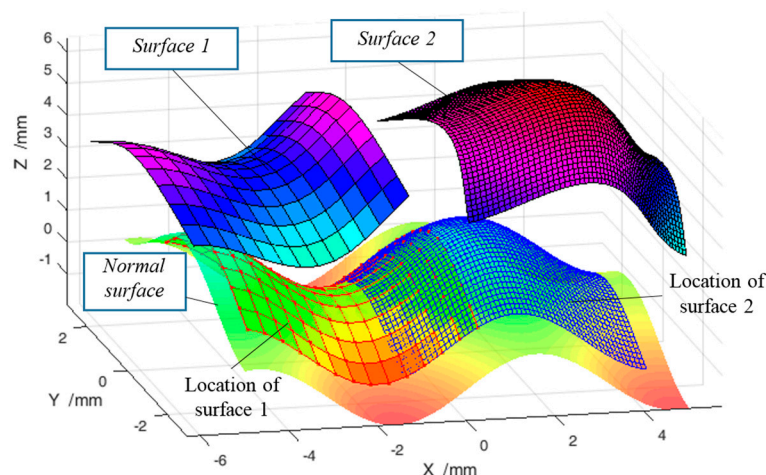 Surface 1
Surface 2
6
5
4
3
2
1
0
-1
Z /mm
Normal
surface
Location of
surface 2
Location of
surface 1
2
0
-2
Y /mm
-6
-4
-2
0
2
4
X /mm